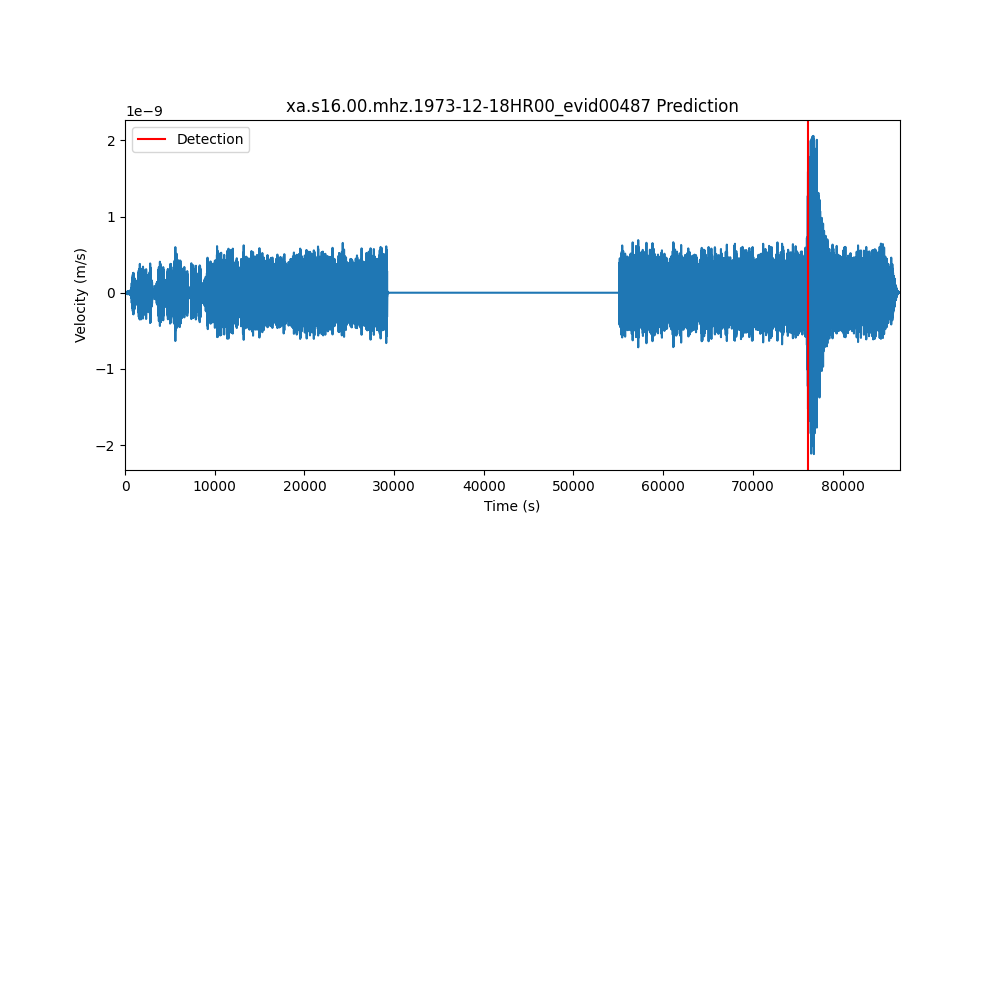 xa.s16.00.mhz.1973-12-18HR00_evid00487 Prediction
1e−9
Detection
2
1
0
−1
−2
Velocity (m/s)
0 10000 20000 30000 40000 50000 60000 70000 80000
Time (s)